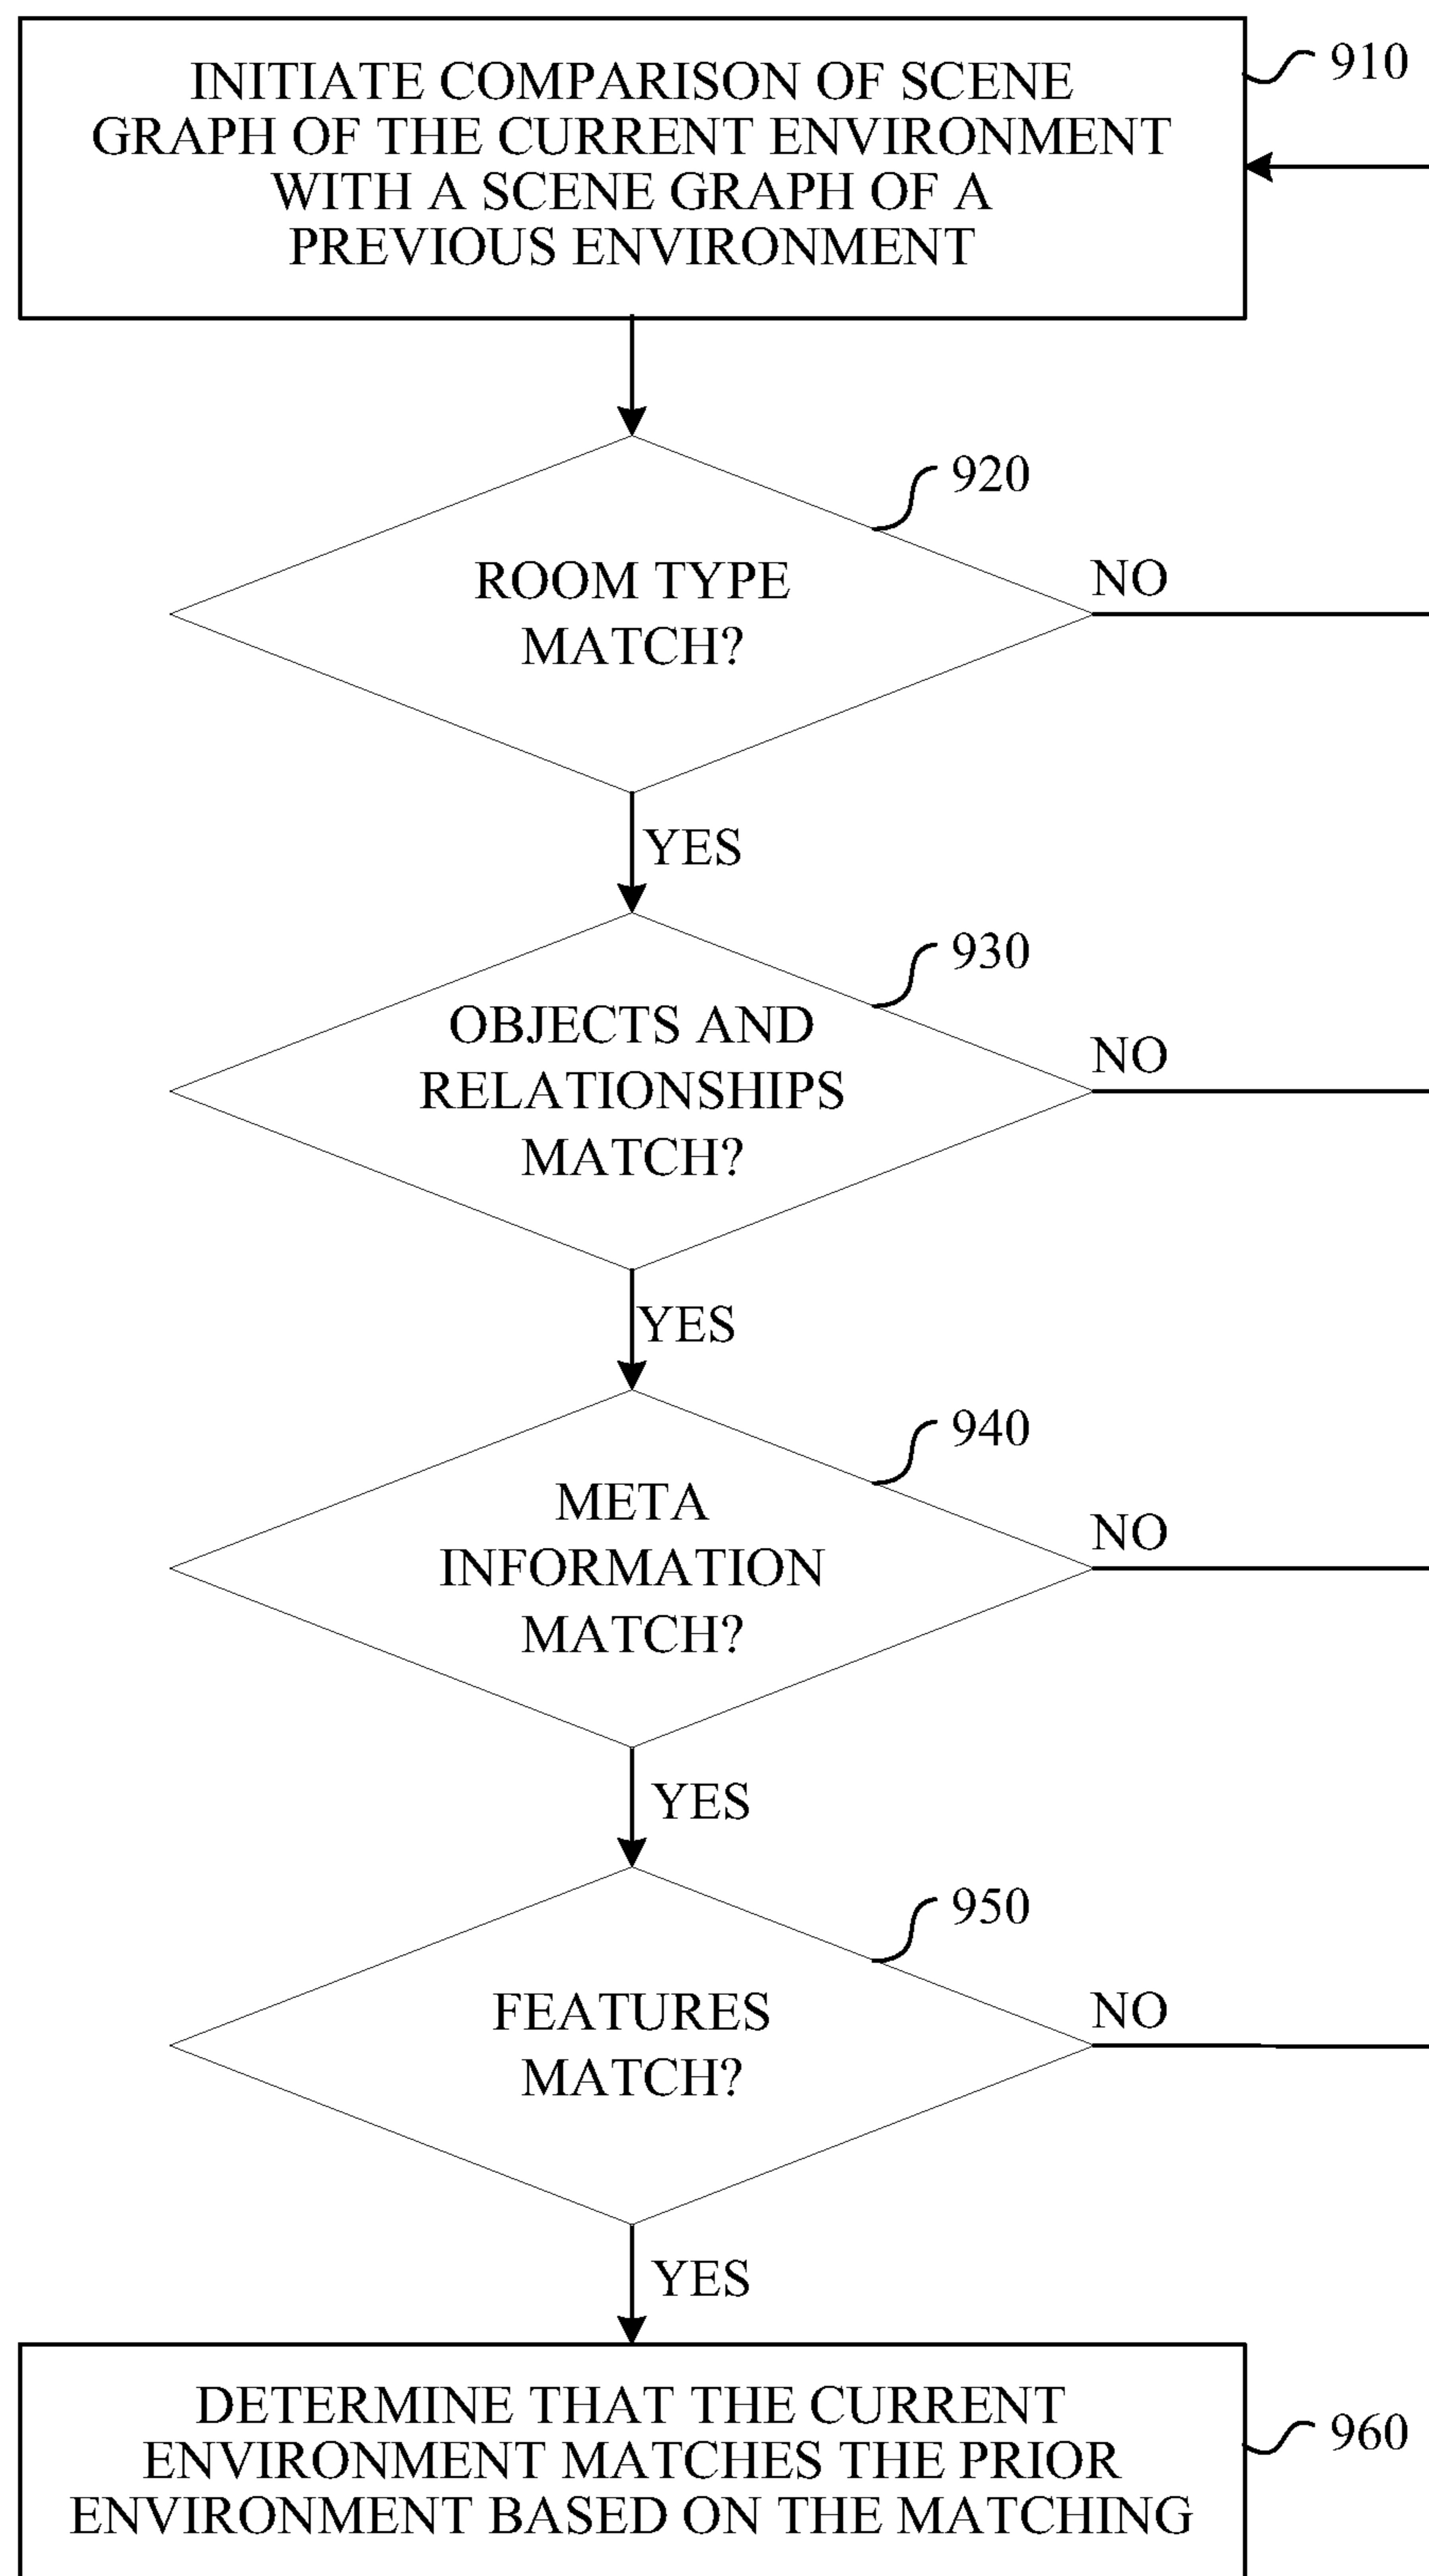 INITIATE COMPARISON OF SCENE
GRAPH OF THE CURRENT ENVIRONMENT
WITH A SCENE GRAPH OF A
PREVIOUS ENVIRONMENT
910
920
ROOM TYPE
MATCH?
NO
YES
930
OBJECTS AND
RELATIONSHIPS
MATCH?
NO
YES
940
META
INFORMATION
MATCH?
NO
YES
950
FEATURES
MATCH?
NO
YES
DETERMINE THAT THE CURRENT
ENVIRONMENT MATCHES THE PRIOR
ENVIRONMENT BASED ON THE MATCHING
960